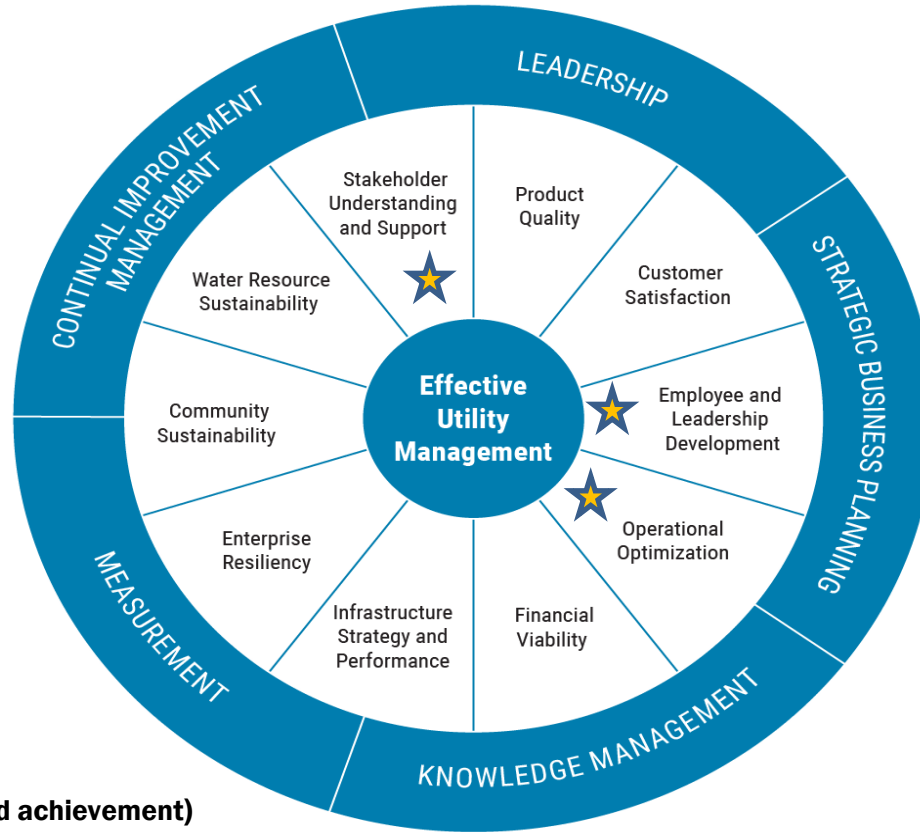 LEADERSHIP
STRATEGIC BUSINESS PLANNING
KNOWLEDGE MANAGEMENT
MEASUREMENT
CONTINUAL IMPROVEMENT
MANAGEMENT
Stakeholder
Understanding
and Support
Product
Quality
Customer
Satisfaction
Employee and
Leadership
Development
Operational
Optimization
Financial
Viability
Infrastructure
Strategy and
Performance
Enterprise
Resiliency
Community
Sustainability
Water Resource
Sustainability
Effective
Utility
Management
d achievement)